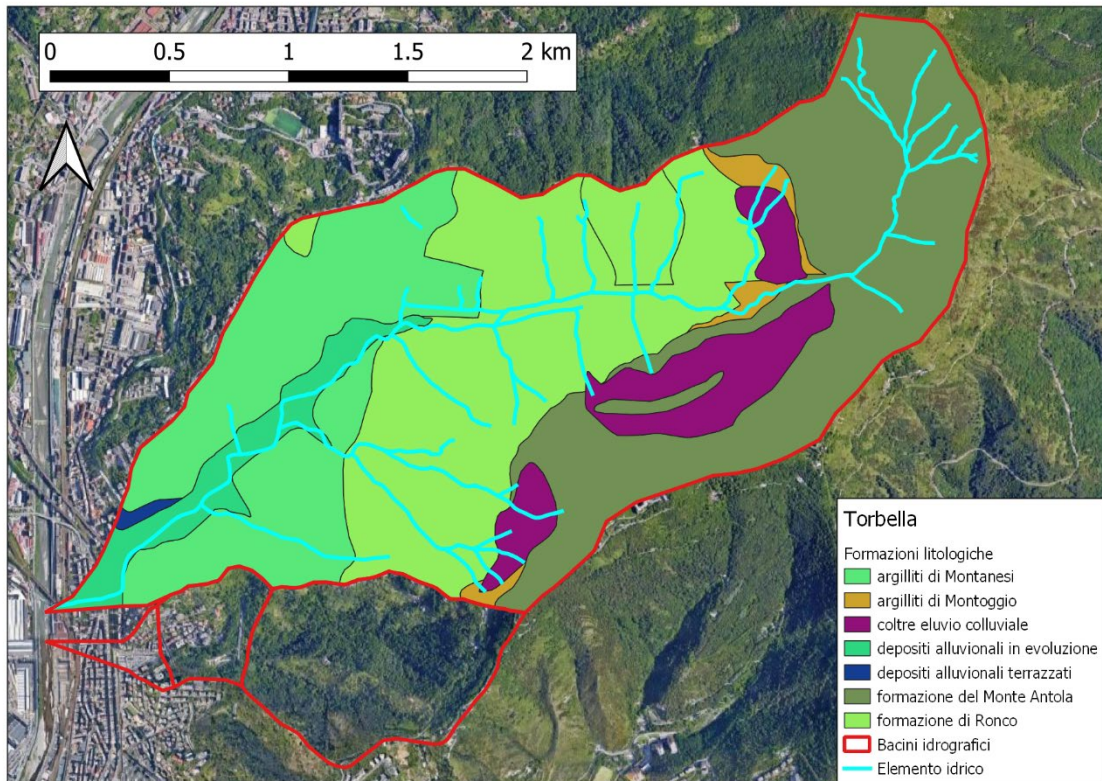 0 0.5 1 1.5 2 km
Torbella
Formazioni litologiche
argilliti di Montanesi
argilliti di Montoggio
coltre eluvio colluviale
depositi alluvionali in evoluzione
depositi alluvionali terrazzati
formazione del Monte Antola
formazione di Ronco
Bacini idrografici
Elemento idrico